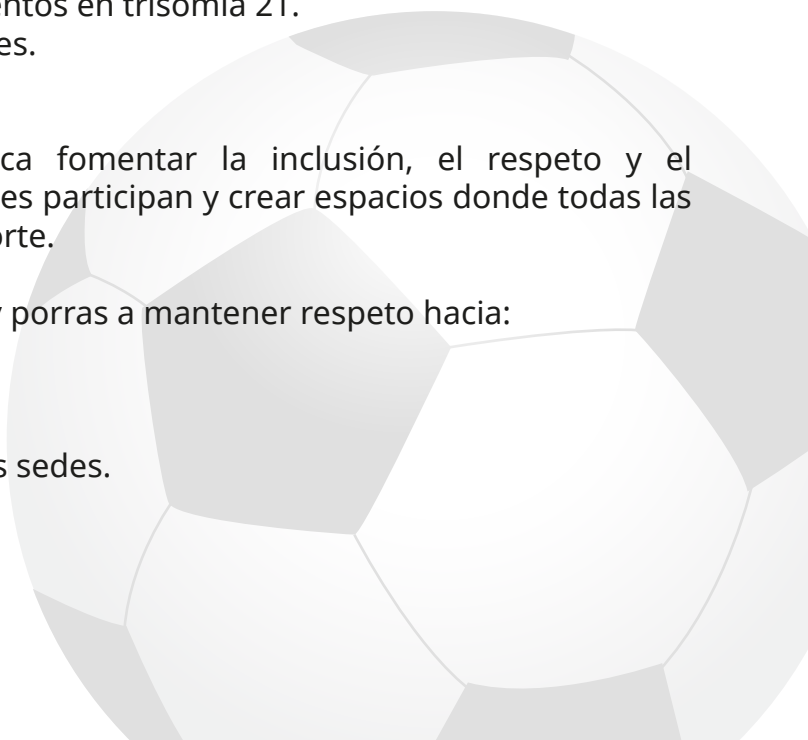 entos en trisomía 21.
es.
ca fomentar la inclusión, el respeto y el
es participan y crear espacios donde todas las
orte.
y porras a mantener respeto hacia:
s sedes.